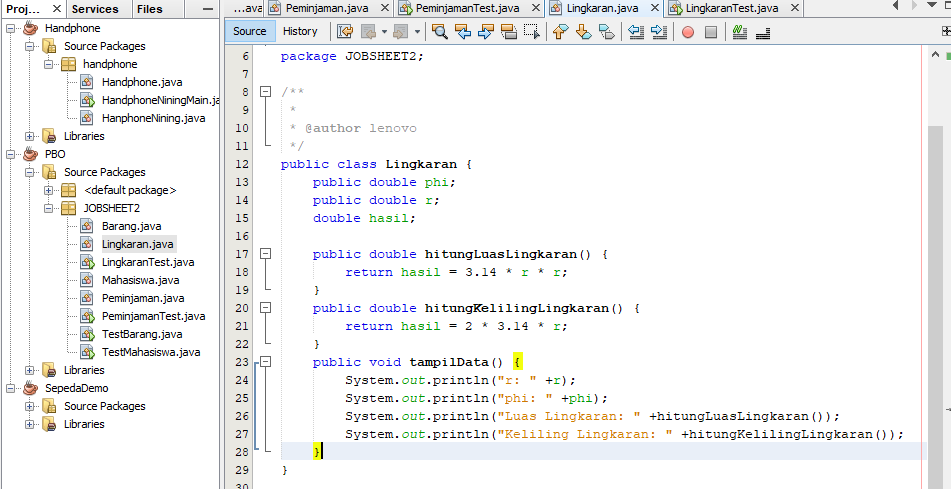 Proj... × Services Files
Handphone
Source Packages
handphone
Handphone.java
HandphoneNiningMain.ja
HanphoneNining.java
Libraries
PBO
Source Packages
<default package>
JOBSHEET2
Barang.java
Lingkaran.java
LingkaranTest.java
Mahasiswa.java
Peminjaman.java
PeminjamanTest.java
TestBarang.java
TestMahasiswa.java
Libraries
SepedaDemo
Source Packages
Libraries
...ava Peminjaman.java × PeminjamanTest.java × Lingkaran.java × LingkaranTest.java ×
Source History
6 package JOBSHEET2;
7
8 /**
9 *
10 * @author lenovo
11 */
12 public class Lingkaran {
13 public double phi;
14 public double r;
15 double hasil;
16
17 public double hitungLuasLingkaran() {
18 return hasil = 3.14 * r * r;
19 }
20 public double hitungKelilingLingkaran() {
21 return hasil = 2 * 3.14 * r;
22 }
23 public void tampilData() {
24 System.out.println("r: " +r);
25 System.out.println("phi: " +phi);
26 System.out.println("Luas Lingkaran: " +hitungLuasLingkaran());
27 System.out.println("Keliling Lingkaran: " +hitungKelilingLingkaran());
28 }
29 }
30